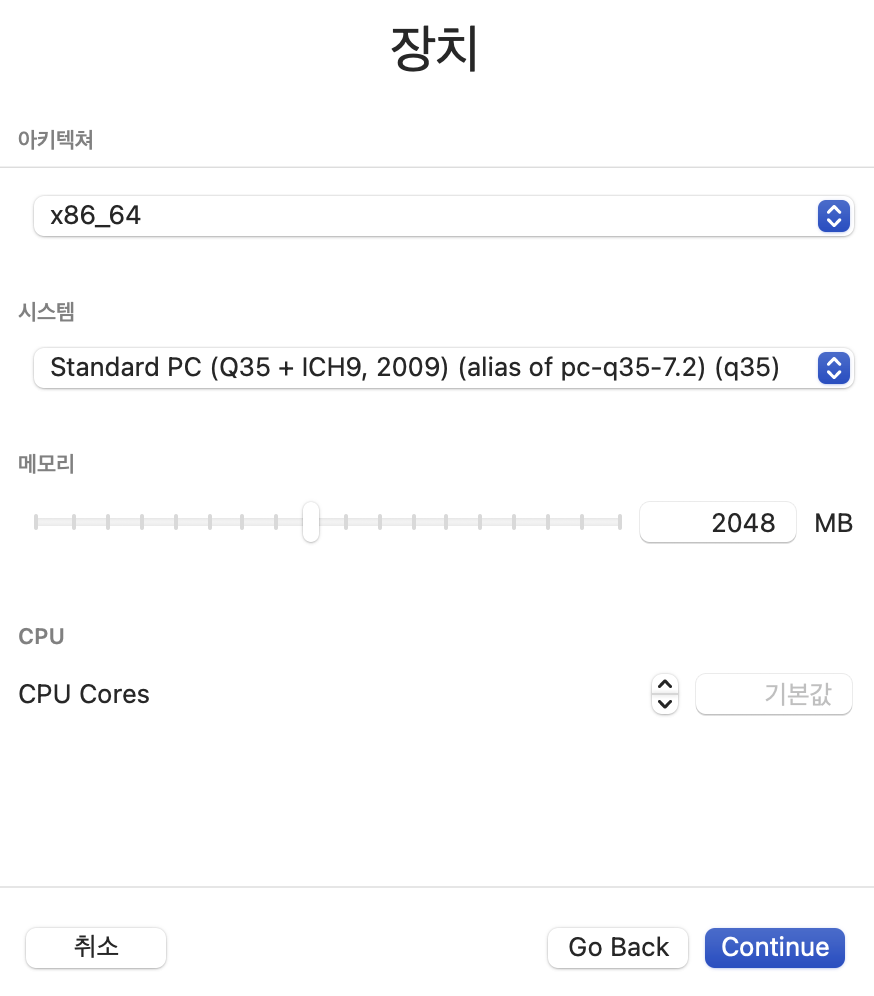 장치
아키텍쳐
x86_64
시스템
Standard PC (Q35 + ICH9, 2009) (alias of pc-q35-7.2) (q35)
메모리
2048 MB
CPU
CPU Cores 기본값
취소 Go Back Continue